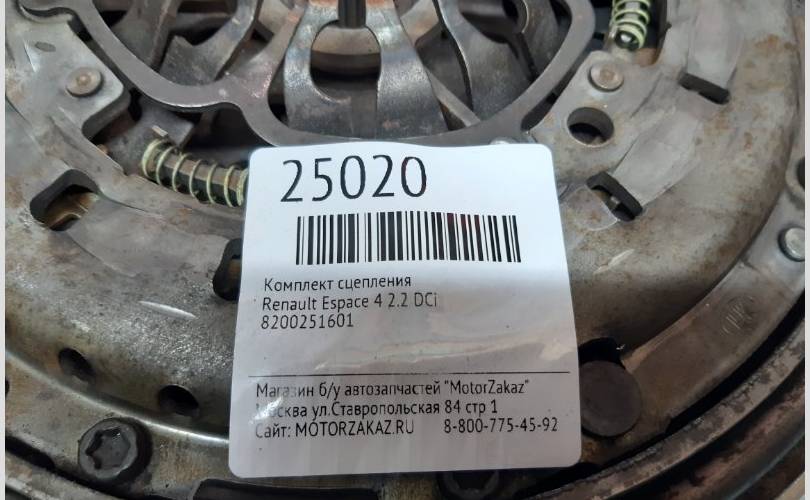 25020
Комплект сцепления
Renault Espace 4 2.2 DCi
8200251601
Магазин б/у автозапчастей "MotorZakaz"
Москва ул.Ставропольская 84 стр 1
Сайт: MOTORZAKAZ.RU 8-800-775-45-92